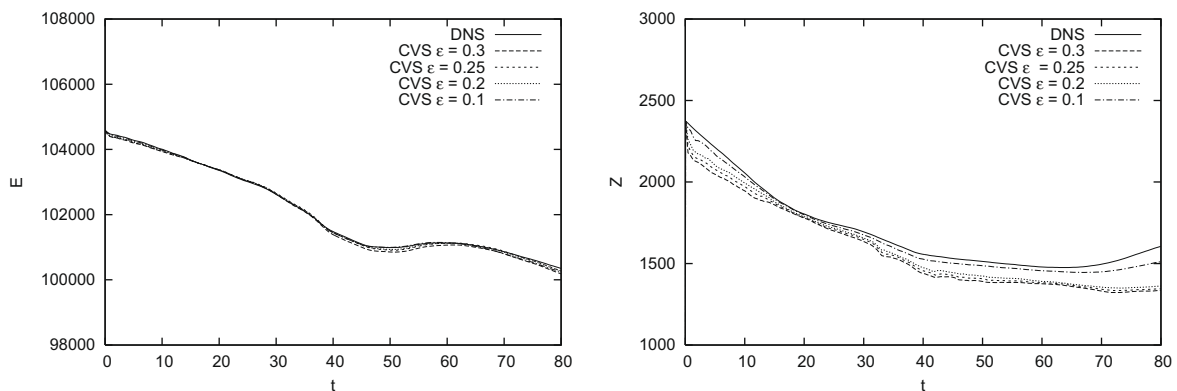 108000
106000
104000
102000
100000
98000
E
0 10 20 30 40 50 60 70 80
t
DNS
CVS ε = 0.3
CVS ε = 0.25
CVS ε = 0.2
CVS ε = 0.1
3000
2500
2000
1500
1000
Z
0 10 20 30 40 50 60 70 80
t
DNS
CVS ε = 0.3
CVS ε = 0.25
CVS ε = 0.2
CVS ε = 0.1